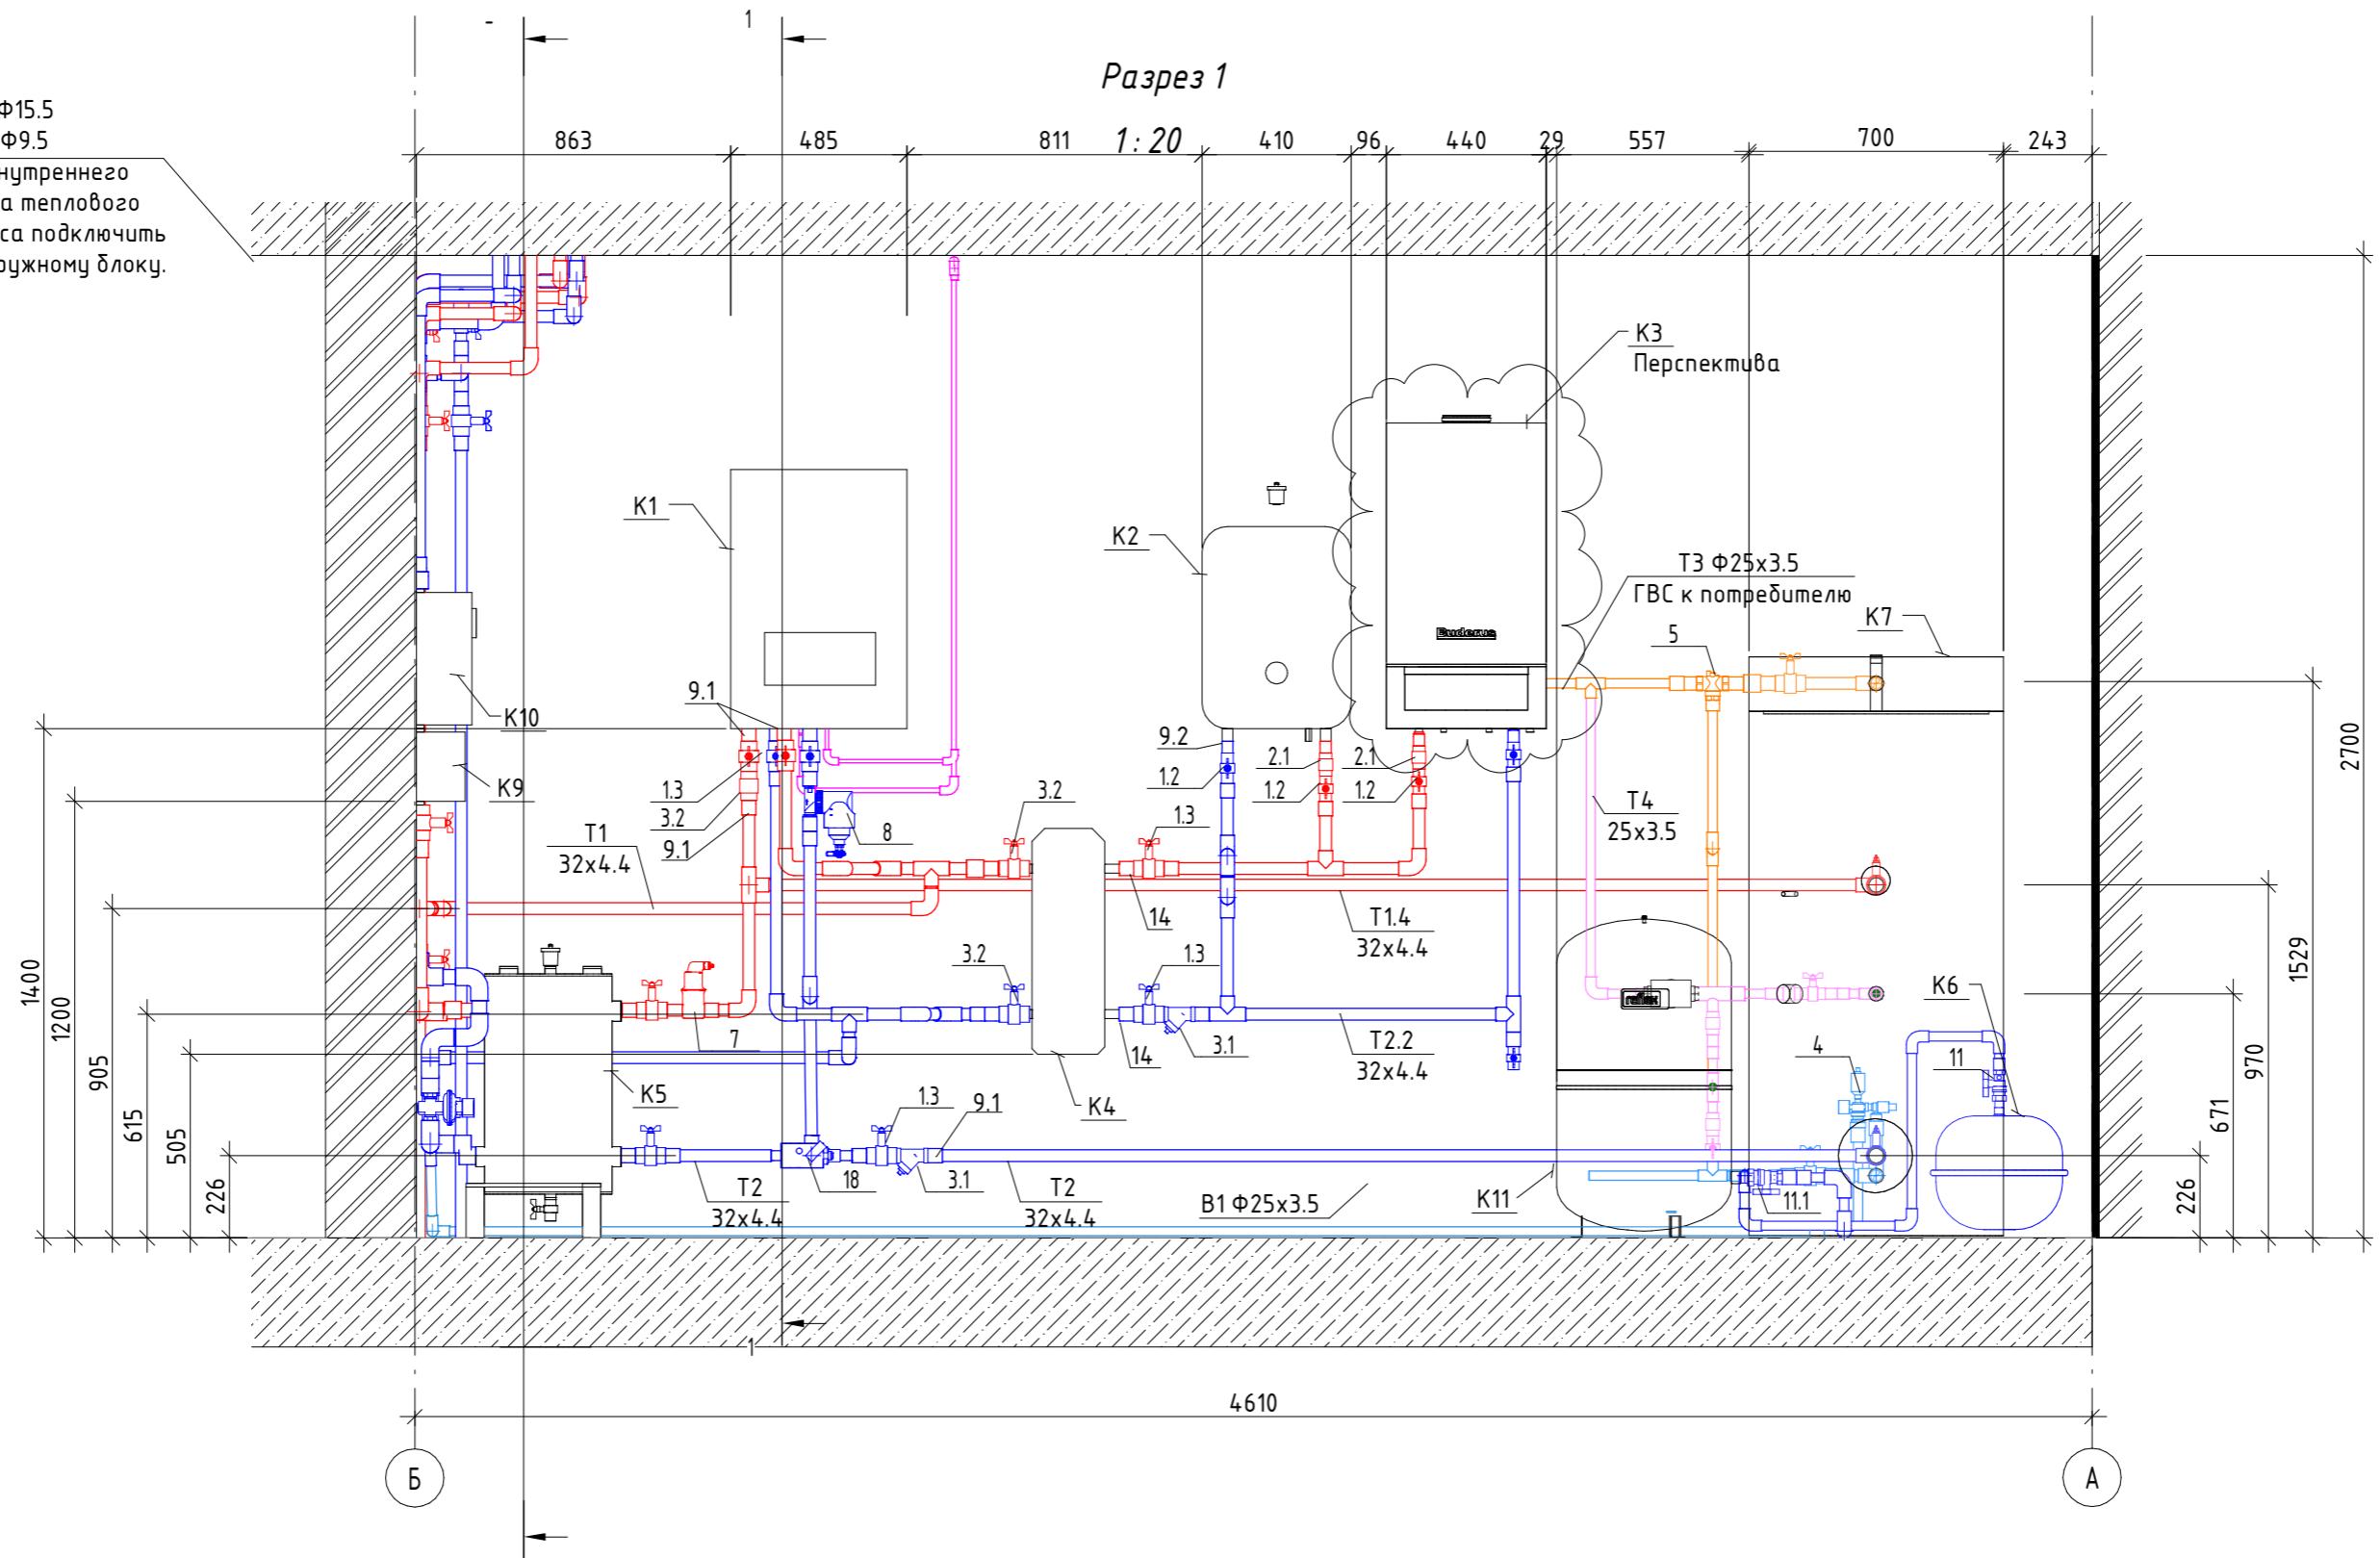 Разрез 1
1:20
Ф15.5
Ф9.5
нутреннего
а теплового
са подключить
ружному блоку.
-
1
863
485
811
410
96
440
29
557
700
243
К3
Перспектива
К1
К2
Т3 Ф25х3.5
ГВС к потребителю
К7
5
Buderus
К10
К9
9.1
1.3
3.2
9.1
8
9.2
1.2
2.1
1.2
2.1
1.2
3.2
1.3
Т4
25х3.5
Т1
32х4.4
14
Т1.4
32х4.4
3.2
1.3
7
14
3.1
Т2.2
32х4.4
reflex
К6
4
11
К5
К4
1.3
9.1
Т2
32х4.4
18
3.1
Т2
32х4.4
В1 Ф25х3.5
К11
11.1
1400
1200
905
615
505
226
2700
1529
970
671
226
1
4610
Б
А